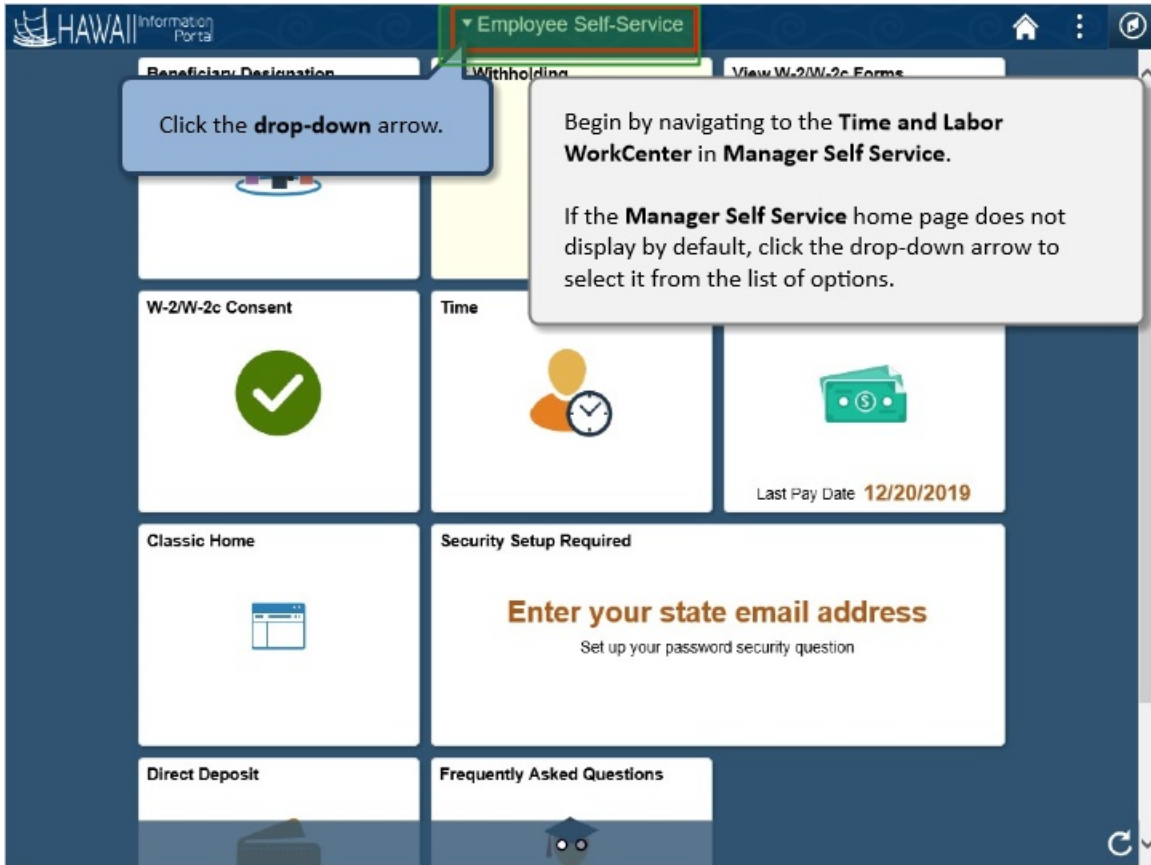 HAWAII Information
Portal
Employee Self-Service
Beneficiary Designation
Withholding
View W-2/W-2c Forms
Click the drop-down arrow.
Begin by navigating to the Time and Labor
WorkCenter in Manager Self Service.
If the Manager Self Service home page does not
display by default, click the drop-down arrow to
select it from the list of options.
W-2/W-2c Consent
Time
Last Pay Date 12/20/2019
Classic Home
Security Setup Required
Enter your state email address
Set up your password security question
Direct Deposit
Frequently Asked Questions